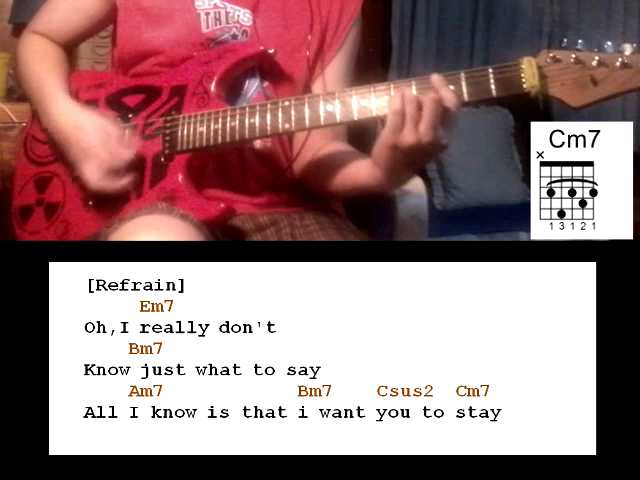 SPORTS
Cm7
×
1 3 1 2 1
[Refrain]
Em7
Oh,I really don't
Bm7
Know just what to say
Am7 Bm7 Csus2 Cm7
All I know is that i want you to stay